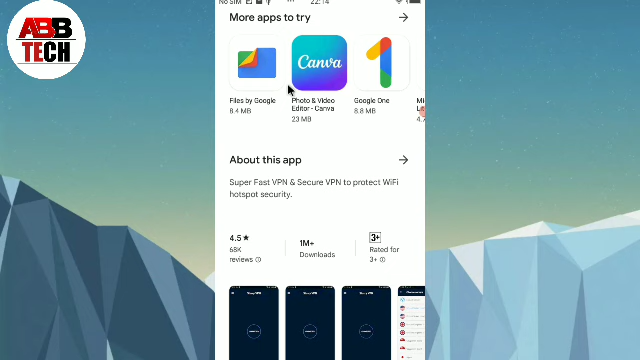 No SIM
22:14
ABB
TECH
More apps to try
Canva
Files by Google
8.4 MB
Photo & Video
Editor - Canva
23 MB
Google One
8.8 MB
About this app
Super Fast VPN & Secure VPN to protect WiFi
hotspot security.
4.5 ★
68K
reviews
1M+
Downloads
3+
Rated for
3+